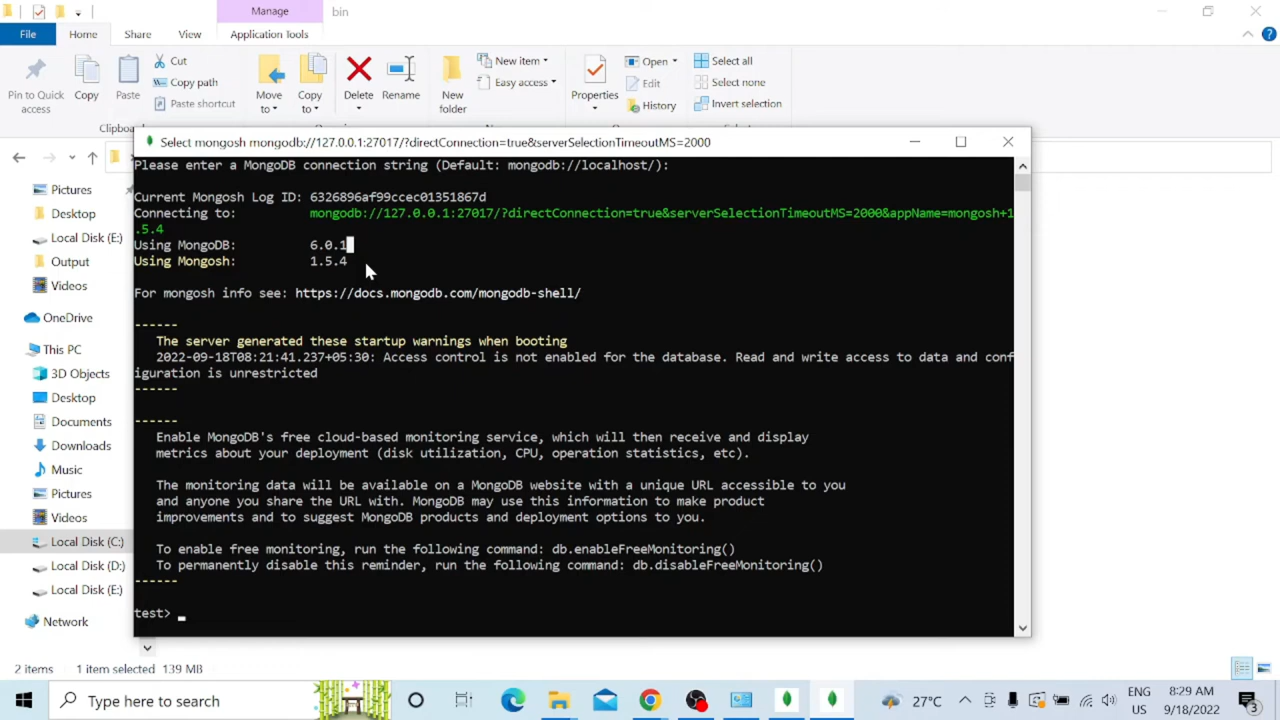 Manage
bin
File
Home
Share
View
Application Tools
Pin to Quick access
Copy
Paste
Cut
Copy path
Paste shortcut
Move to
Copy to
Delete
Rename
New folder
New item
Easy access
Properties
Open
Edit
History
Select all
Select none
Invert selection
Select mongosh mongodb://127.0.0.1:27017/?directConnection=true&serverSelectionTimeoutMS=2000
Please enter a MongoDB connection string (Default: mongodb://localhost/):
Current Mongosh Log ID: 6326896af99ccec01351867d
Connecting to: mongodb://127.0.0.1:27017/?directConnection=true&serverSelectionTimeoutMS=2000&appName=mongosh+1
.5.4
Using MongoDB: 6.0.1
Using Mongosh: 1.5.4
For mongosh info see: https://docs.mongodb.com/mongodb-shell/
------
The server generated these startup warnings when booting
2022-09-18T08:21:41.237+05:30: Access control is not enabled for the database. Read and write access to data and conf
iguration is unrestricted
------
------
Enable MongoDB's free cloud-based monitoring service, which will then receive and display
metrics about your deployment (disk utilization, CPU, operation statistics, etc).
The monitoring data will be available on a MongoDB website with a unique URL accessible to you
and anyone you share the URL with. MongoDB may use this information to make product
improvements and to suggest MongoDB products and deployment options to you.
To enable free monitoring, run the following command: db.enableFreeMonitoring()
To permanently disable this reminder, run the following command: db.disableFreeMonitoring()
------
test>
Pictures
Desktop
Local Disk (E:)
Output
Videos
OneDrive
This PC
3D Objects
Desktop
Documents
Downloads
Music
Pictures
Videos
Local Disk (C:)
Local Disk (D:)
Local Disk (E:)
Network
2 items
1 item selected 139 MB
Type here to search
27°C
ENG
US
8:29 AM
9/18/2022
3